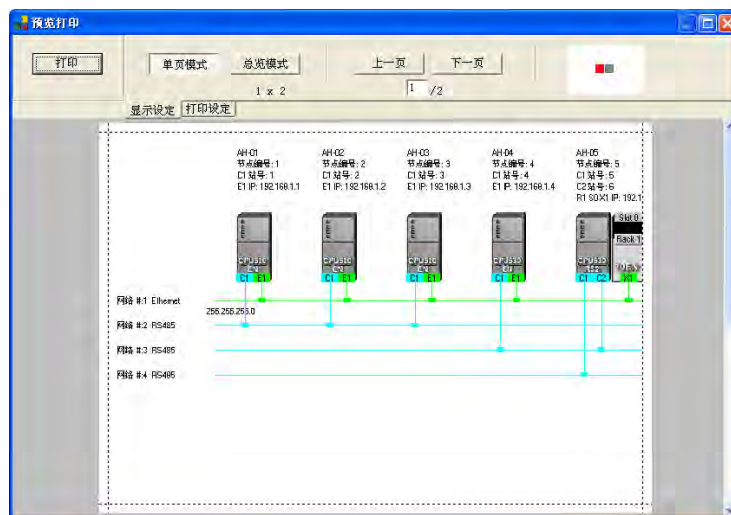 预览打印
打印
单页模式
总览模式
上一页
下一页
1 x 2
1 /2
显示设定
打印设定
AH-01
节点编号: 1
C1 站号: 1
E1 IP: 192.168.1.1
AH-02
节点编号: 2
C1 站号: 2
E1 IP: 192.168.1.2
AH-03
节点编号: 3
C1 站号: 3
E1 IP: 192.168.1.3
AH-04
节点编号: 4
C1 站号: 4
E1 IP: 192.168.1.4
AH-05
节点编号: 5
C1 站号: 5
C2 站号: 6
R1 S0X1 IP: 192.1
Slot 0
Rack 1
C1 E1
C1 E1
C1 E1
C1 E1
C1 C2
X1
网络 #:1 Ethernet
255.255.255.0
网络 #:2 RS485
网络 #:3 RS485
网络 #:4 RS485